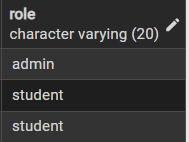 role
character varying (20)
admin
student
student